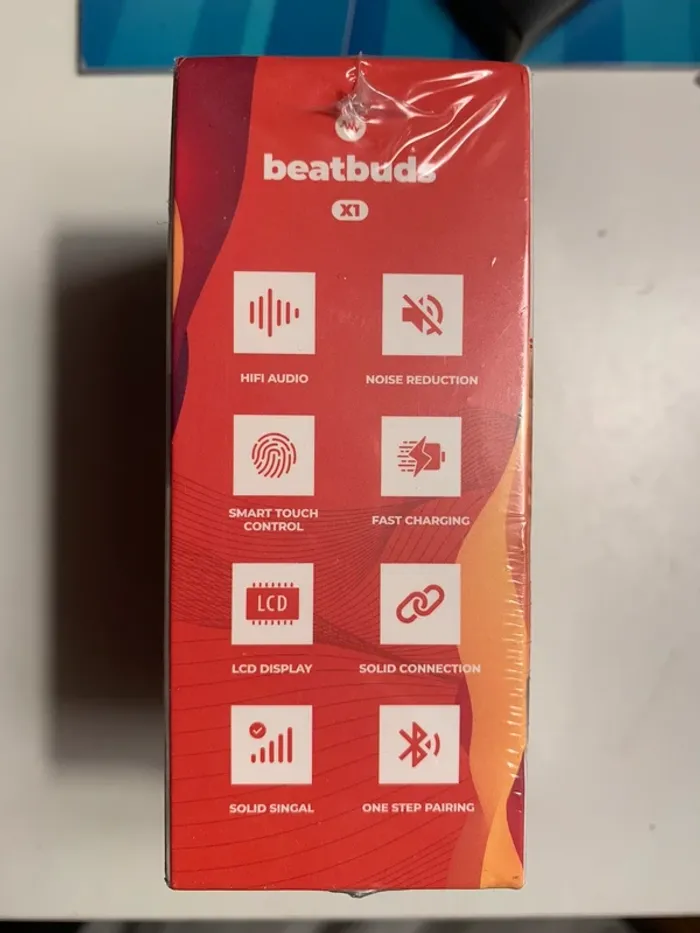 beatbuds
X1
HIFI AUDIO
NOISE REDUCTION
SMART TOUCH
CONTROL
FAST CHARGING
LCD
LCD DISPLAY
SOLID CONNECTION
SOLID SINGAL
ONE STEP PAIRING